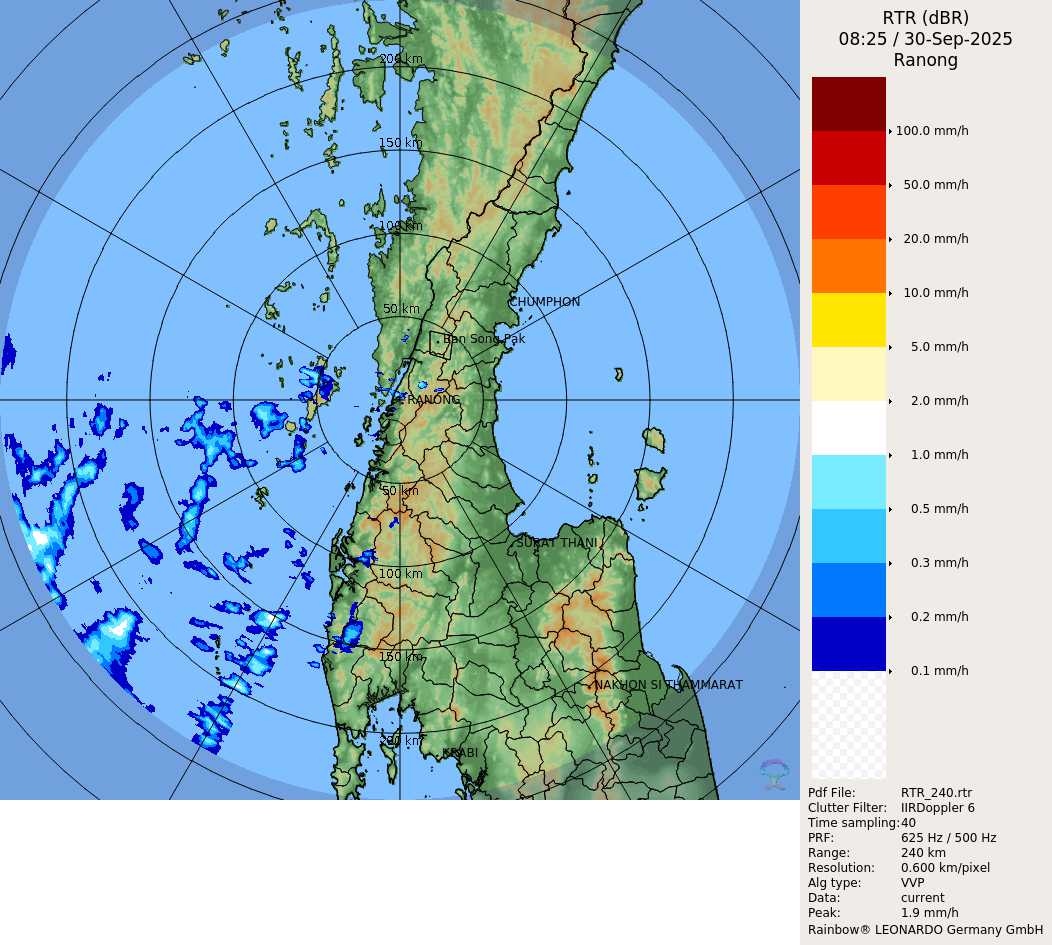 RTR (dBR)
08:25 / 30-Sep-2025
Ranong
200 km
150 km
100 km
50 km
CHUMPHON
Ban Song Pak
RANONG
50 km
SURAT THANI
100 km
150 km
NAKHON SI THAMMARAT
200 km
KRABI
100.0 mm/h
50.0 mm/h
20.0 mm/h
10.0 mm/h
5.0 mm/h
2.0 mm/h
1.0 mm/h
0.5 mm/h
0.3 mm/h
0.2 mm/h
0.1 mm/h
Pdf File: RTR_240.rtr
Clutter Filter: IIRDoppler 6
Time sampling:40
PRF: 625 Hz / 500 Hz
Range: 240 km
Resolution: 0.600 km/pixel
Alg type: VVP
Data: current
Peak: 1.9 mm/h
Rainbow® LEONARDO Germany GmbH